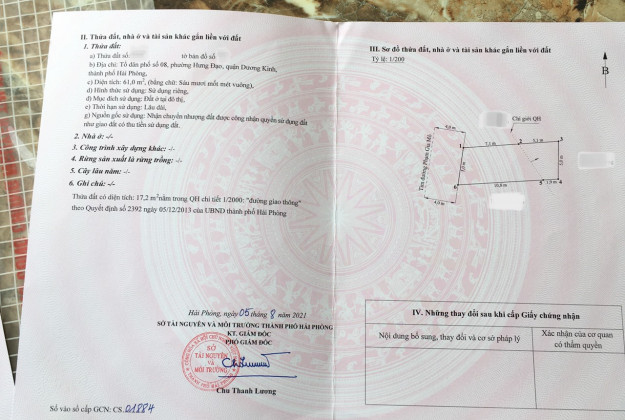 II. Thửa đất, nhà ở và tài sản khác gắn liền với đất
1. Thửa đất:
a) Thửa đất số: tờ bản đồ số
b) Địa chỉ: Tổ dân phố số 08, phường Hưng Đạo, quận Dương Kinh,
thành phố Hải Phòng,
c) Diện tích: 61,0 m², (bằng chữ: Sáu mươi mốt mét vuông),
d) Hình thức sử dụng: Sử dụng riêng,
đ) Mục đích sử dụng: Đất ở tại đô thị,
e) Thời hạn sử dụng: Lâu dài,
g) Nguồn gốc sử dụng: Nhận chuyển nhượng đất được công nhận quyền sử dụng đất
như giao đất có thu tiền sử dụng đất.
2. Nhà ở: -/-
3. Công trình xây dựng khác: -/-
4. Rừng sản xuất là rừng trồng: -/-
5. Cây lâu năm: -/-
6. Ghi chú: -/-
Thửa đất có diện tích: 17,2 m² nằm trong QH chi tiết 1/2000: "đường giao thông"
theo Quyết định số 2392 ngày 05/12/2013 của UBND thành phố Hải Phòng
Hải Phòng, ngày 05 tháng 8 năm 2021
SỞ TÀI NGUYÊN VÀ MÔI TRƯỜNG THÀNH PHỐ HẢI PHÒNG
KT. GIÁM ĐỐC
PHÓ GIÁM ĐỐC
SỞ
TÀI NGUYÊN
VÀ
MÔI TRƯỜNG
Chu Thanh Lương
Số vào sổ cấp GCN: CS.01884
III. Sơ đồ thửa đất, nhà ở và tài sản khác gắn liền với đất
Tỷ lệ: 1/200
B
Chỉ giới QH
1
2
3
5
4
6
IV. Những thay đổi sau khi cấp Giấy chứng nhận
Nội dung bổ sung, thay đổi và cơ sở pháp lý
Xác nhận của cơ quan
có thẩm quyền